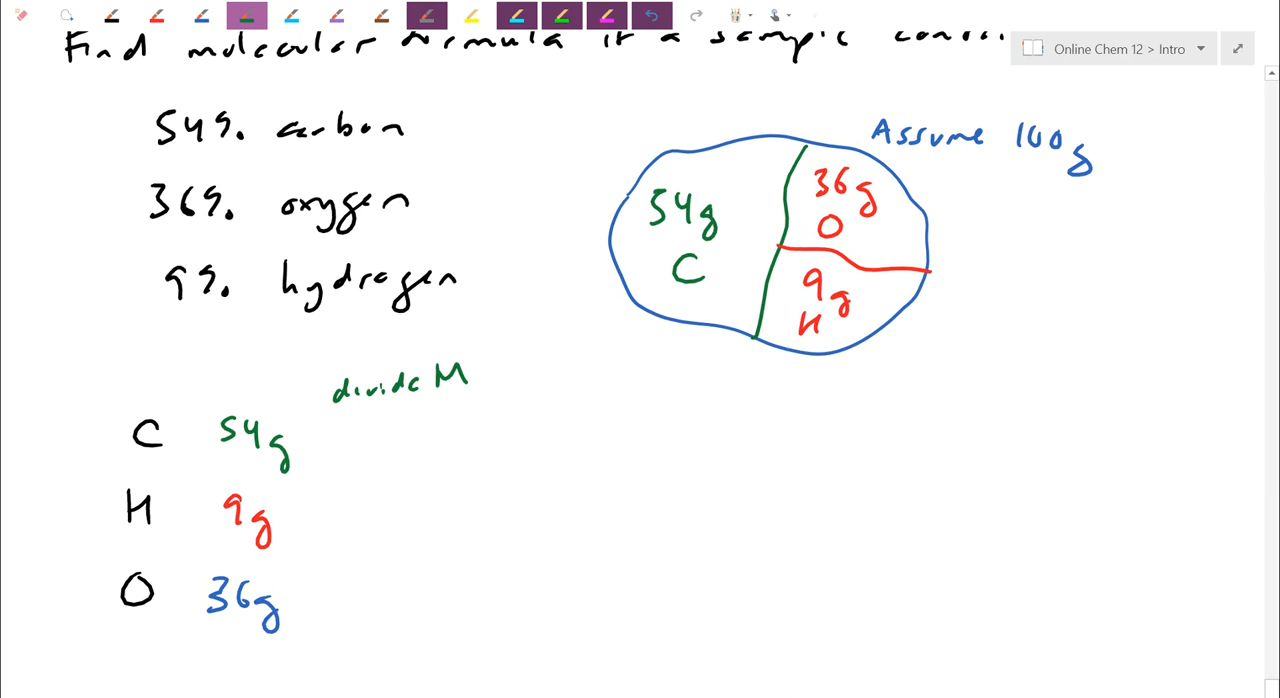 Online Chem 12 > Intro
Find molecular formula if a sample
54% carbon
36% oxygen
9% hydrogen
Assume 100g
54g
C
36g
O
9g
H
divide M
C 54g
H 9g
O 36g